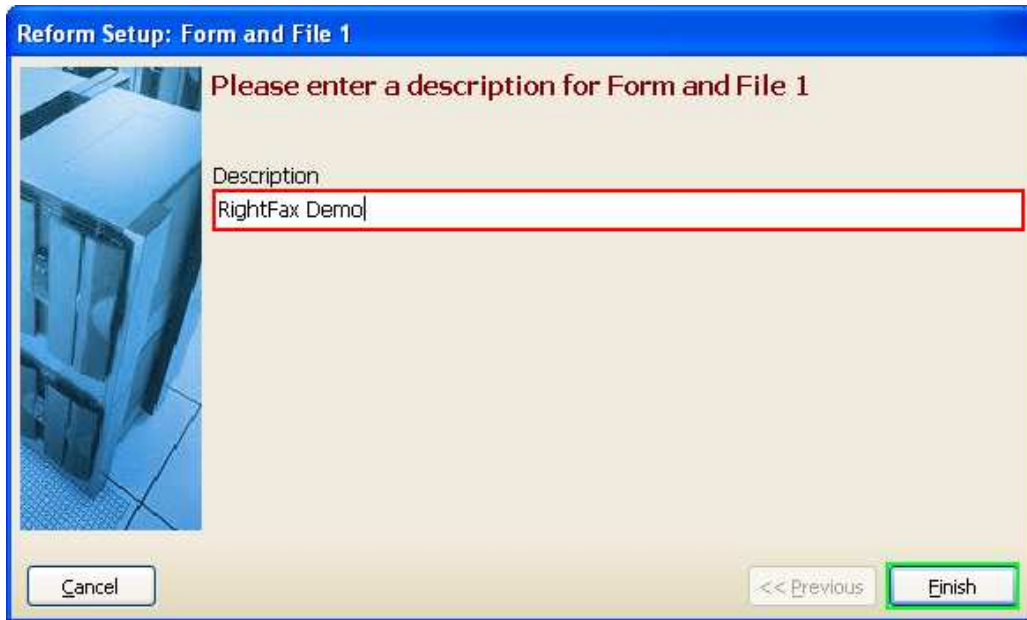 Reform Setup: Form and File 1
Please enter a description for Form and File 1
Description
RightFax Demo
Cancel
<< Previous
Finish